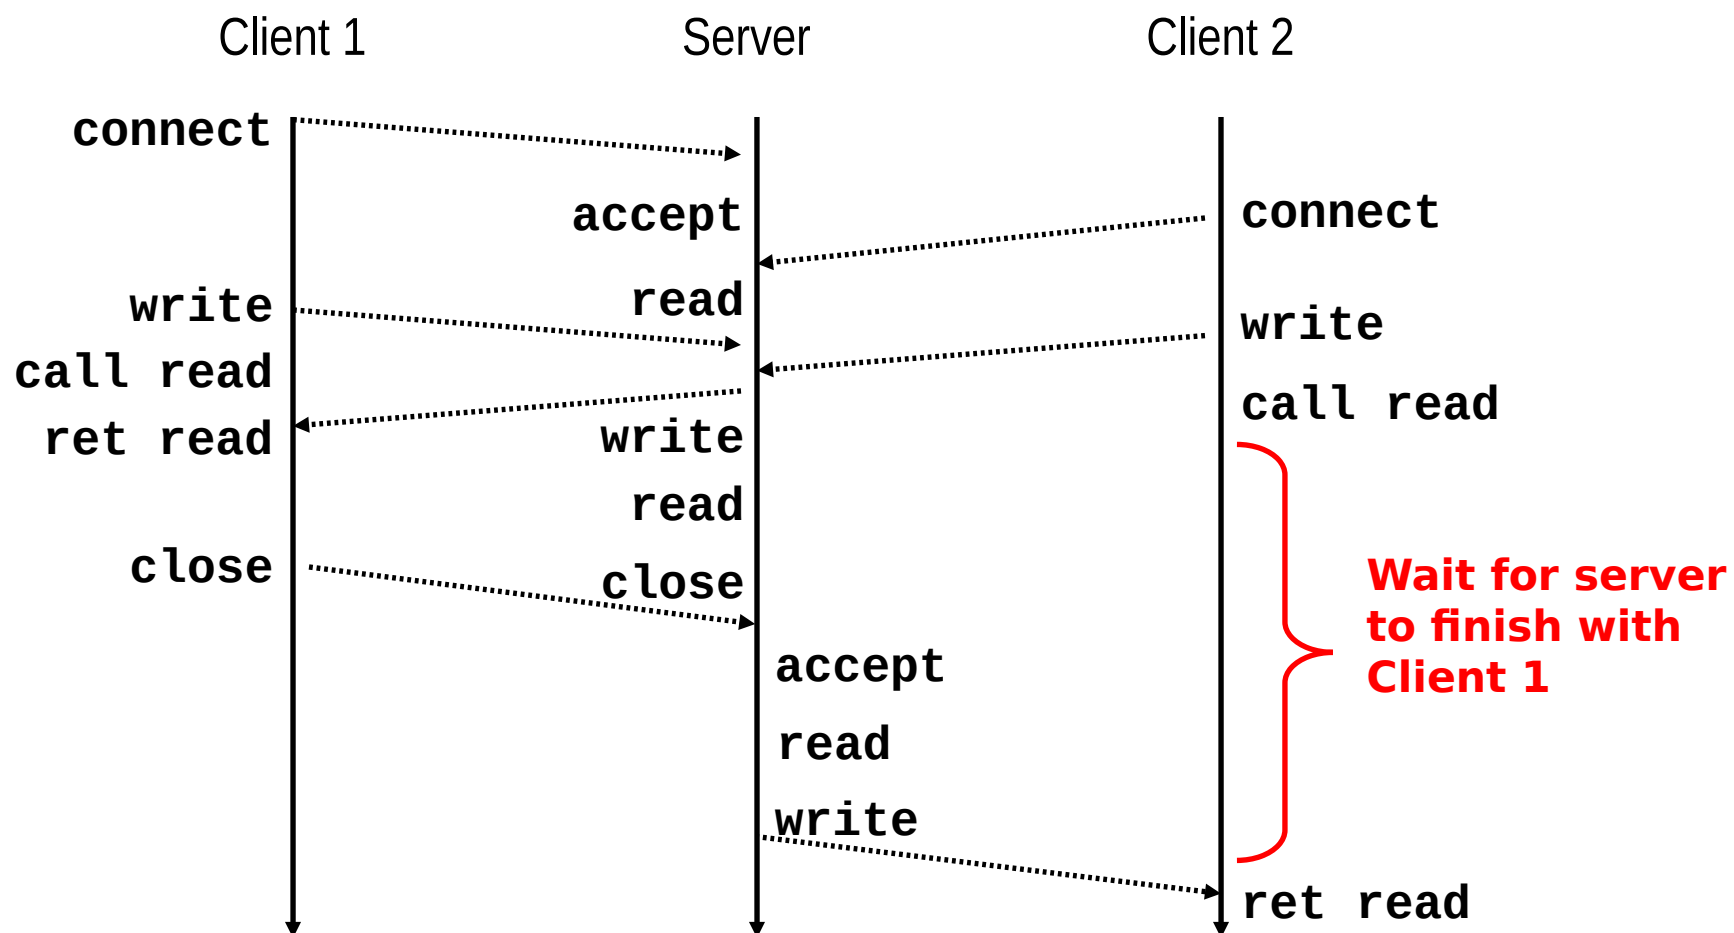 Client 1
Server
Client 2
connect
accept
connect
read
write
write
call read
call read
ret read
write
read
close
close
Wait for server
to finish with
Client 1
accept
read
write
ret read